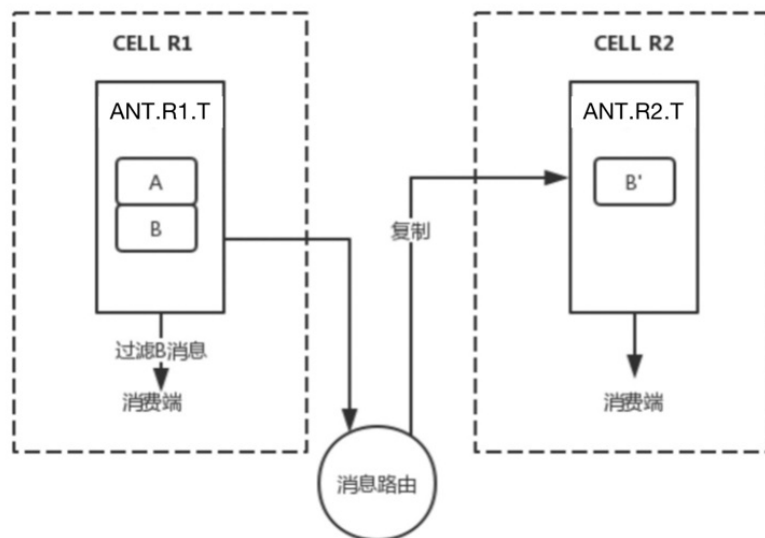 CELL R1
CELL R2
ANT.R1.T
ANT.R2.T
A
B'
B
复制
过滤B消息
消费端
消费端
消息路由